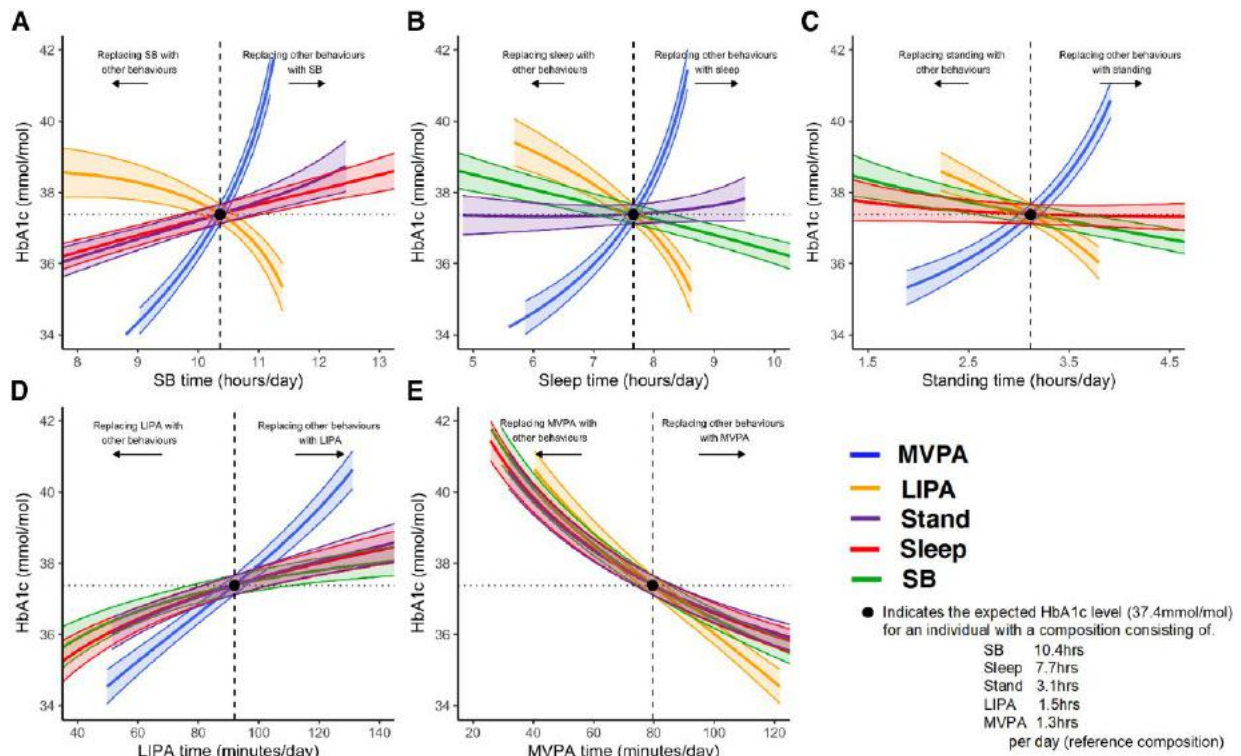 A
Replacing SB with
other behaviours
Replacing other behaviours
with SB
HbA1c (mmol/mol)
42
40
38
36
34
8
9
10
11
12
13
SB time (hours/day)
B
Replacing sleep with
other behaviours
Replacing other behaviours
with sleep
HbA1c (mmol/mol)
42
40
38
36
34
5
6
7
8
9
10
Sleep time (hours/day)
C
Replacing standing with
other behaviours
Replacing other behaviours
with standing
HbA1c (mmol/mol)
42
40
38
36
34
1.5
2.5
3.5
4.5
Standing time (hours/day)
D
Replacing LIPA with
other behaviours
Replacing other behaviours
with LIPA
HbA1c (mmol/mol)
42
40
38
36
34
40
60
80
100
120
140
LIPA time (minutes/day)
E
Replacing MVPA with
other behaviours
Replacing other behaviours
with MVPA
HbA1c (mmol/mol)
42
40
38
36
34
20
40
60
80
100
120
MVPA time (minutes/day)
MVPA
LIPA
Stand
Sleep
SB
Indicates the expected HbA1c level (37.4mmol/mol)
for an individual with a composition consisting of.
SB 10.4hrs
Sleep 7.7hrs
Stand 3.1hrs
LIPA 1.5hrs
MVPA 1.3hrs
per day (reference composition)